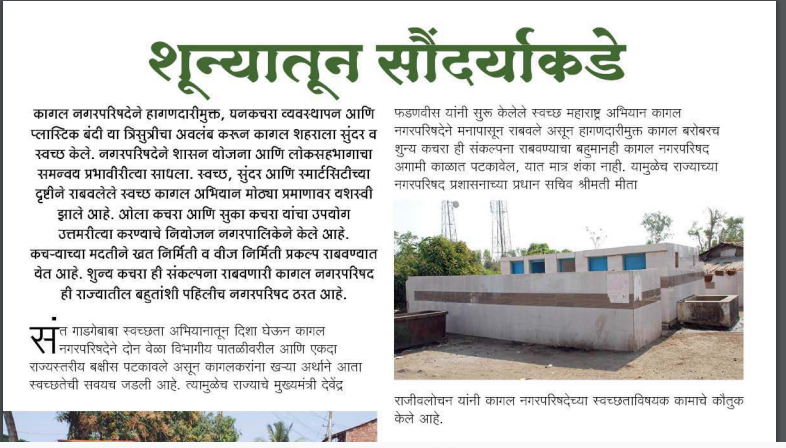 शून्यातून सौंदर्याकडे
कागल नगरपरिषदेने हागणदारीमुक्त, घनकचरा व्यवस्थापन आणि
प्लास्टिक बंदी या त्रिसुत्रीचा अवलंब करून कागल शहराला सुंदर व
स्वच्छ केले. नगरपरिषदेने शासन योजना आणि लोकसहभागाचा
समन्वय प्रभावीरीत्या साधला. स्वच्छ, सुंदर आणि स्मार्टसिटीच्या
दृष्टीने राबवलेले स्वच्छ कागल अभियान मोठ्या प्रमाणावर यशस्वी
झाले आहे. ओला कचरा आणि सुका कचरा यांचा उपयोग
उत्तमरीत्या करण्याचे नियोजन नगरपालिकेने केले आहे.
कचऱ्याच्या मदतीने खत निर्मिती व वीज निर्मिती प्रकल्प राबवण्यात
येत आहे. शुन्य कचरा ही संकल्पना राबवणारी कागल नगरपरिषद
ही राज्यातील बहुतांशी पहिलीच नगरपरिषद ठरत आहे.
संत गाडगेबाबा स्वच्छता अभियानातून दिशा घेऊन कागल
नगरपरिषदेने दोन वेळा विभागीय पातळीवरील आणि एकदा
राज्यस्तरीय बक्षीस पटकावले असून कागलकरांना खऱ्या अर्थाने आता
स्वच्छतेची सवयच जडली आहे. त्यामुळेच राज्याचे मुख्यमंत्री देवेंद्र
फडणवीस यांनी सुरू केलेले स्वच्छ महाराष्ट्र अभियान कागल
नगरपरिषदेने मनापासून राबवले असून हागणदारीमुक्त कागल बरोबरच
शुन्य कचरा ही संकल्पना राबवण्याचा बहुमानही कागल नगरपरिषद
अगामी काळात पटकावेल, यात मात्र शंका नाही. यामुळेच राज्याच्या
नगरपरिषद प्रशासनाच्या प्रधान सचिव श्रीमती मीता
राजीवलोचन यांनी कागल नगरपरिषदेच्या स्वच्छताविषयक कामाचे कौतुक
केले आहे.